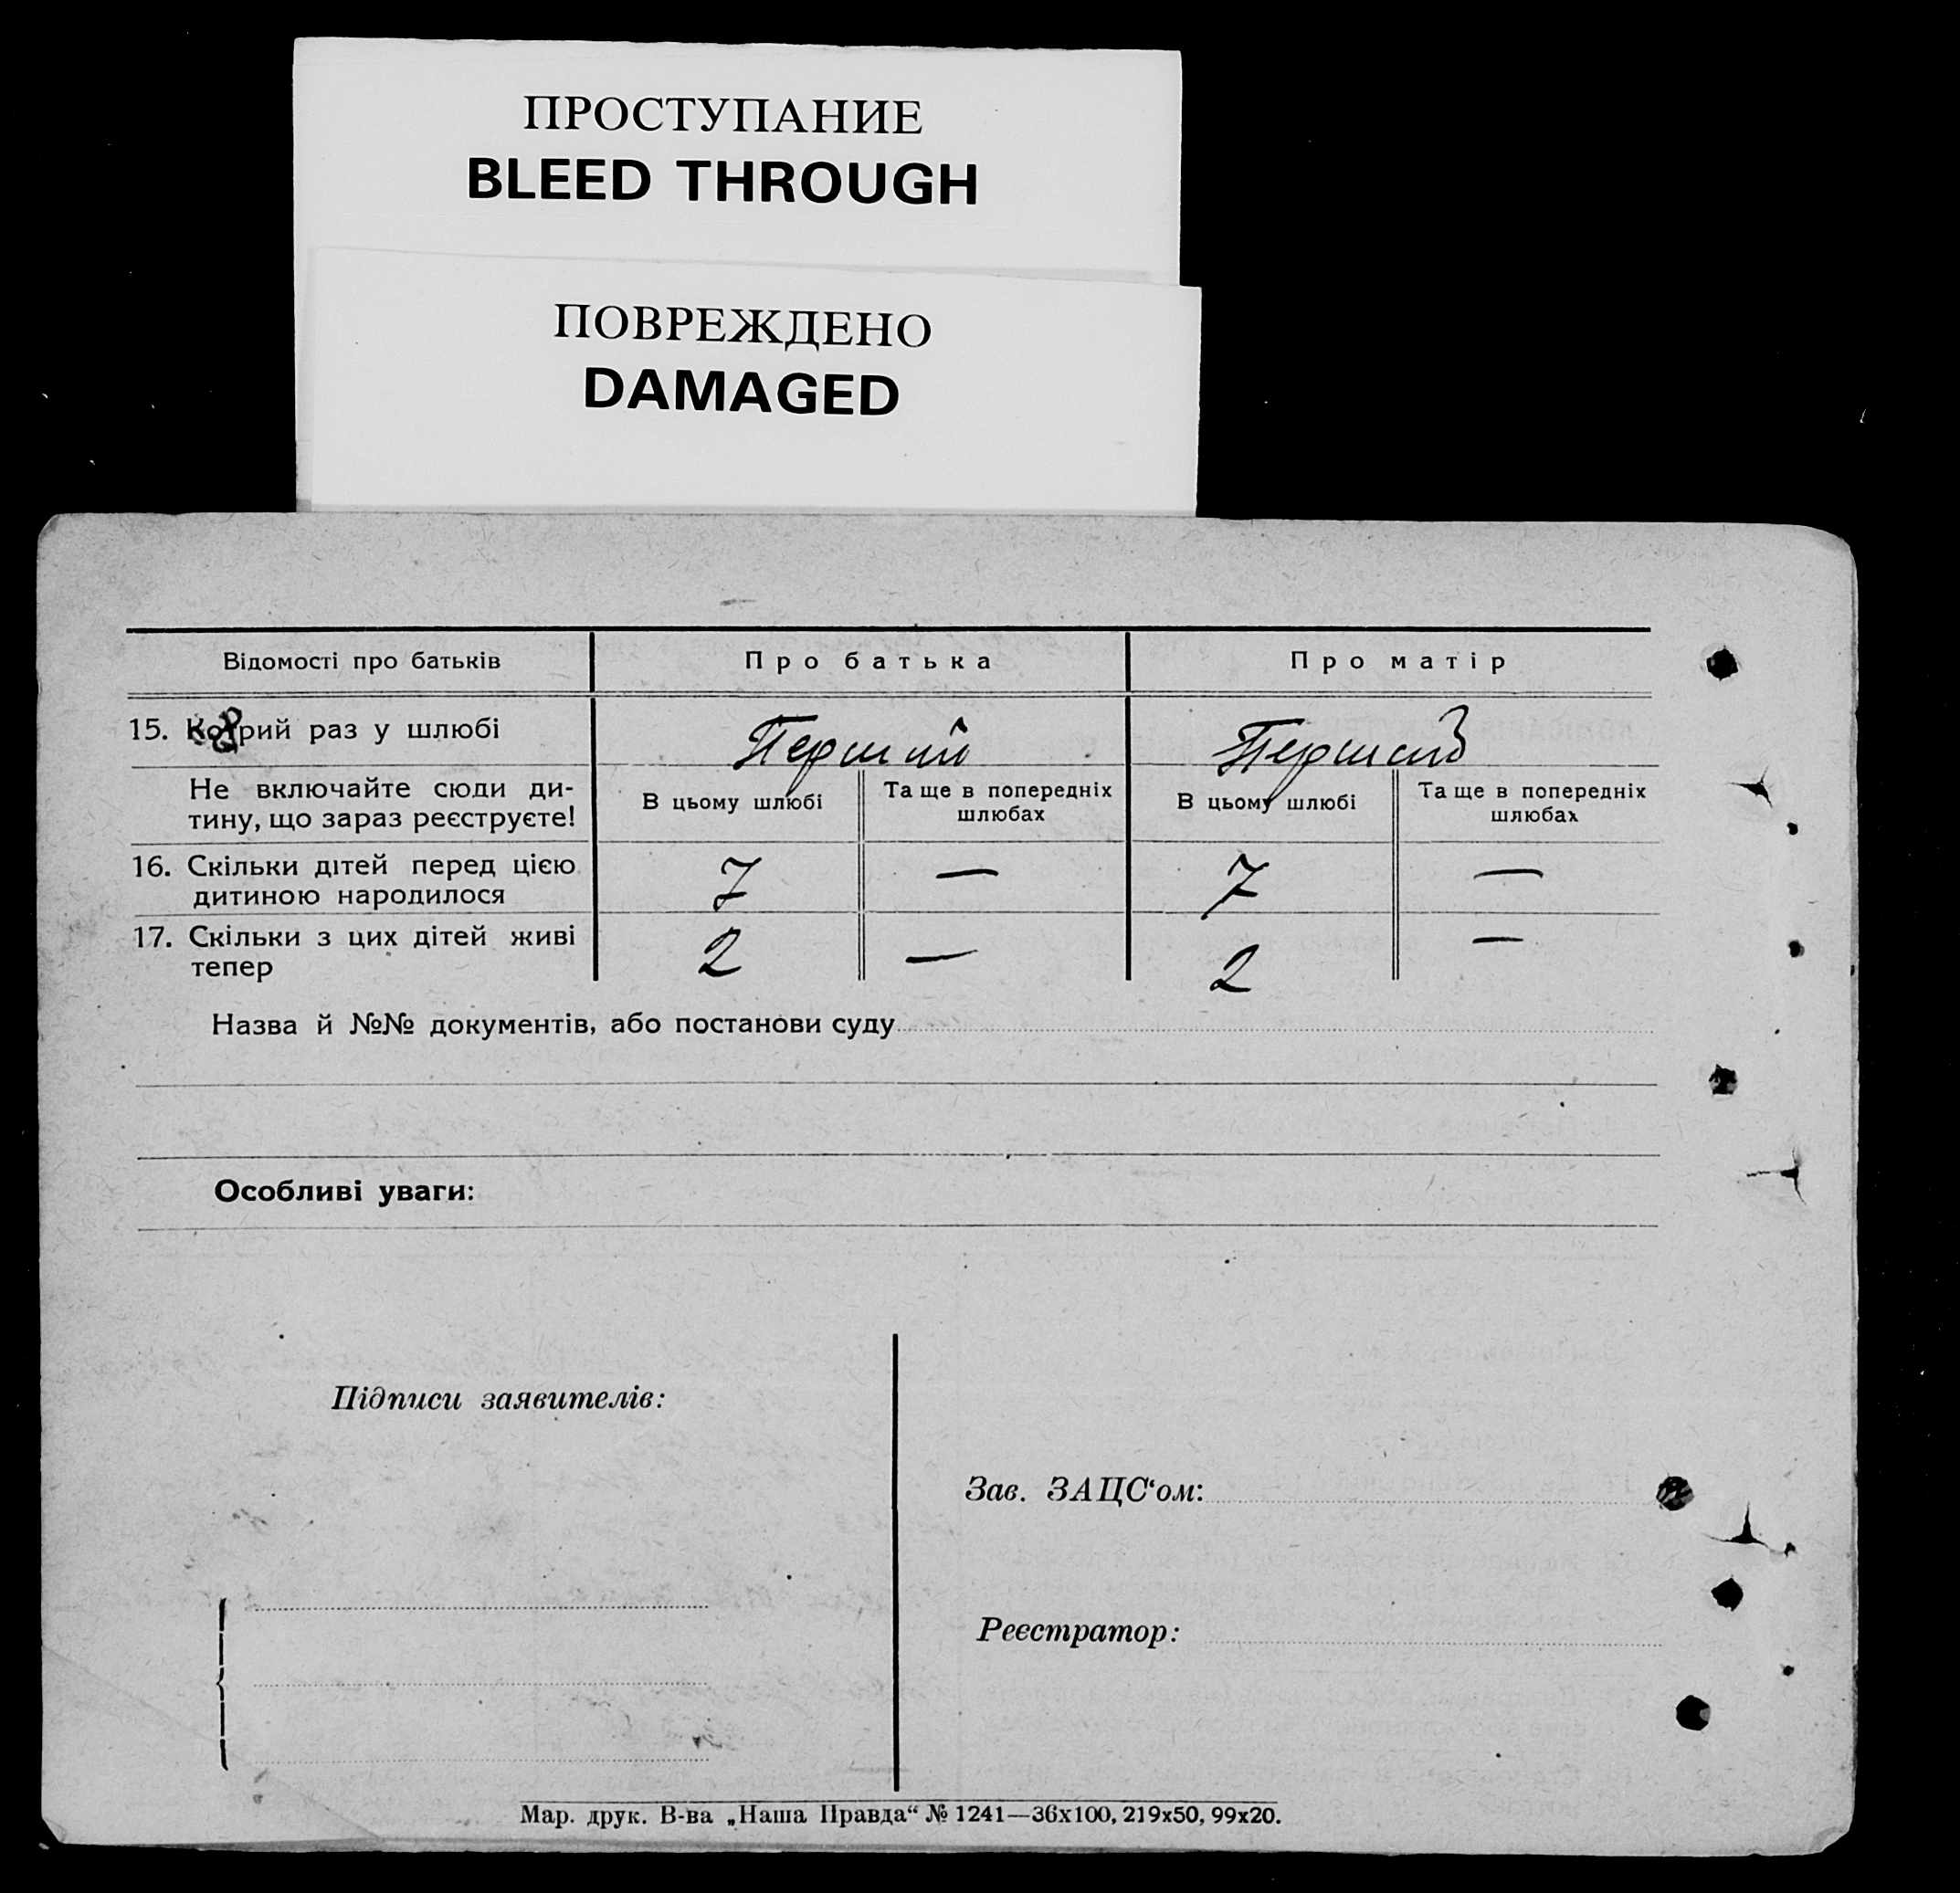 ПРОСТУПАНИЕ
BLEED THROUGH
ПОВРЕЖДЕНО
DAMAGED
Відомості про батьків Про батька Про матір
15. Котрий раз у шлюбі Перший Перший
Не включайте сюди ди-
тину, що зараз реєструєте!
В цьому шлюбі Та ще в попередніх
шлюбах
В цьому шлюбі Та ще в попередніх
шлюбах
16. Скільки дітей перед цією
дитиною народилося 7 — 7 —
17. Скільки з цих дітей живі
тепер 2 — 2 —
Назва й №№ документів, або постанови суду
Особливі уваги:
Підписи заявителів:
Зав. ЗАЦС‘ом:
Реєстратор:
Мар. друк. В-ва „Наша Правда“ № 1241—36х100, 219х50, 99х20.